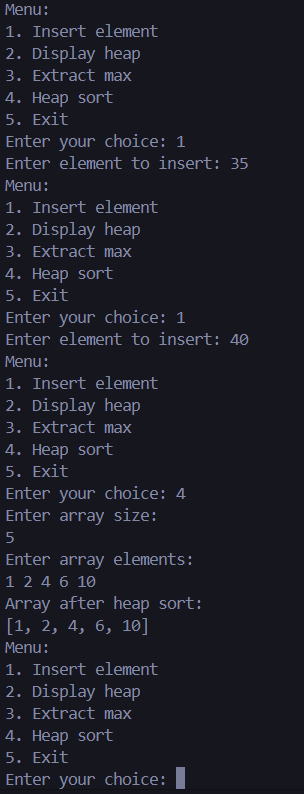 Menu:
1. Insert element
2. Display heap
3. Extract max
4. Heap sort
5. Exit
Enter your choice: 1
Enter element to insert: 35
Menu:
1. Insert element
2. Display heap
3. Extract max
4. Heap sort
5. Exit
Enter your choice: 1
Enter element to insert: 40
Menu:
1. Insert element
2. Display heap
3. Extract max
4. Heap sort
5. Exit
Enter your choice: 4
Enter array size:
5
Enter array elements:
1 2 4 6 10
Array after heap sort:
[1, 2, 4, 6, 10]
Menu:
1. Insert element
2. Display heap
3. Extract max
4. Heap sort
5. Exit
Enter your choice: